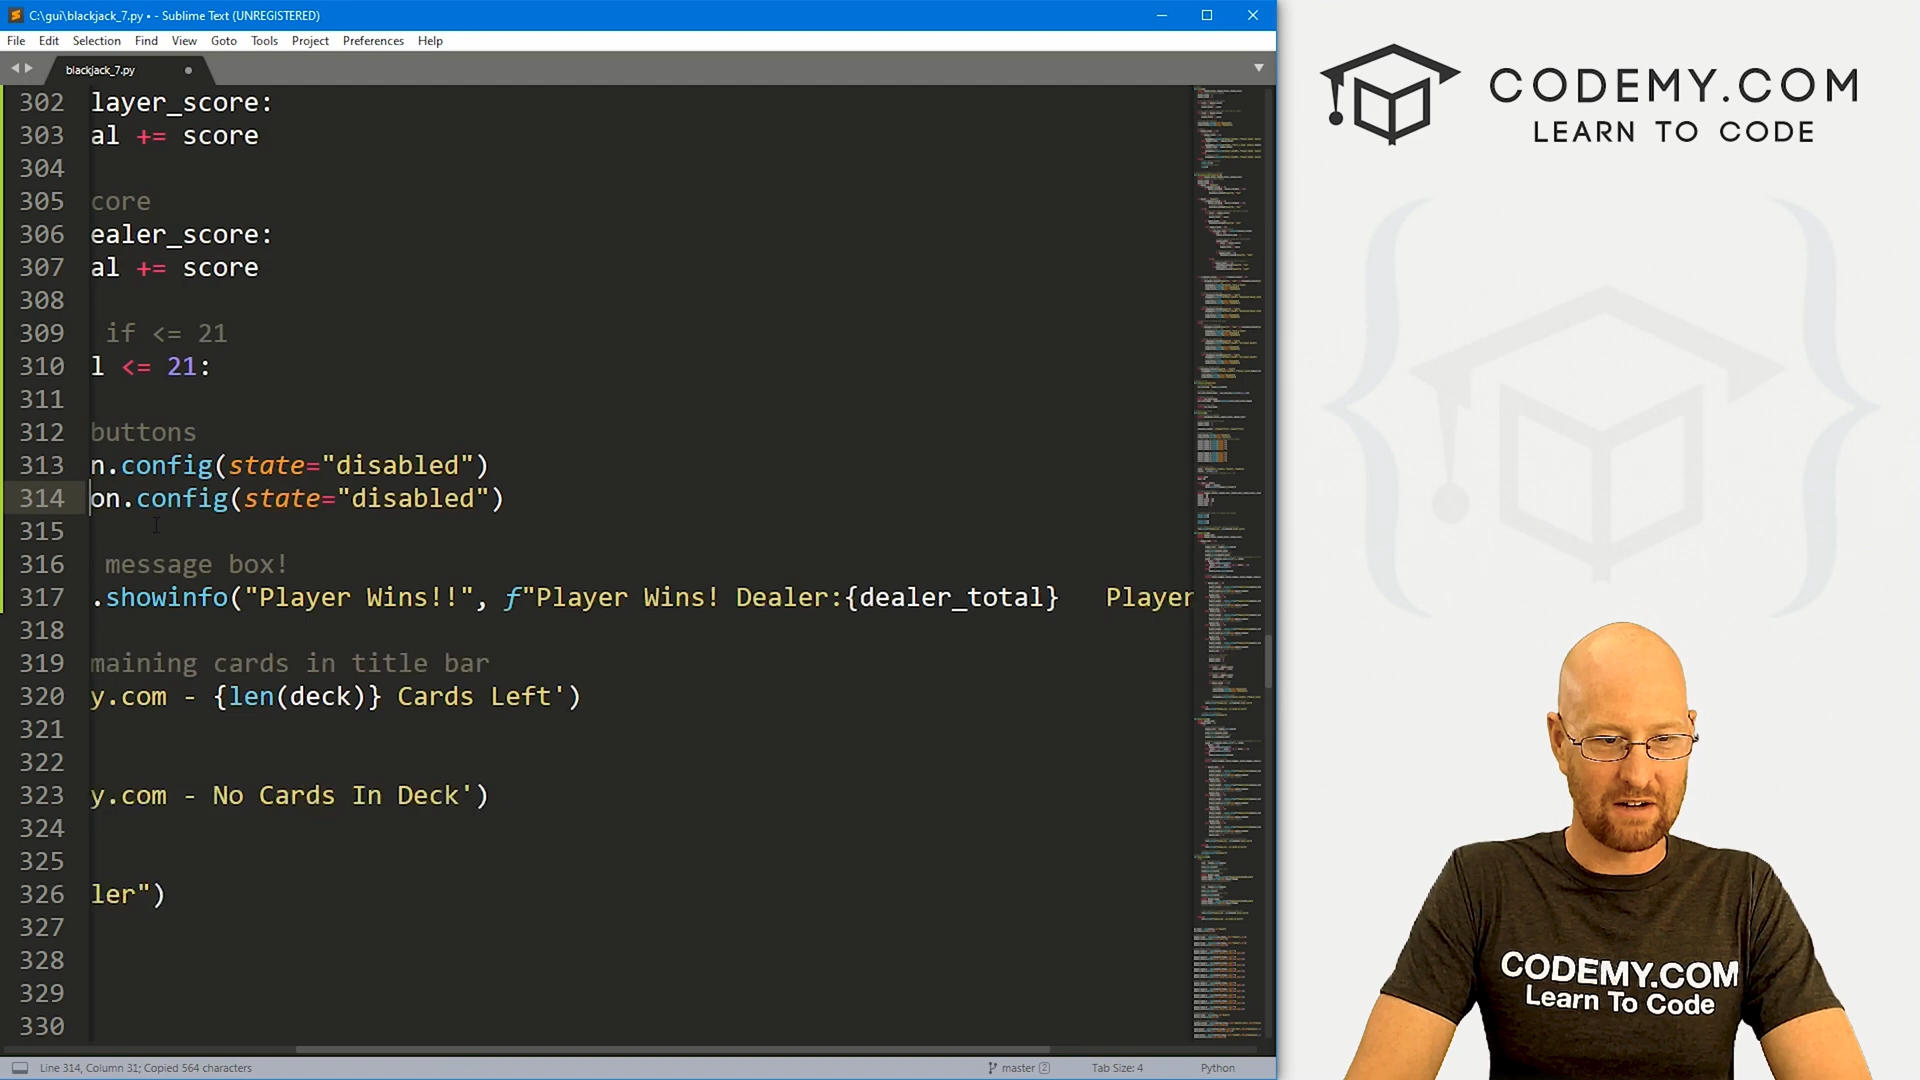 C:\gui\blackjack_7.py • - Sublime Text (UNREGISTERED)
File Edit Selection Find View Goto Tools Project Preferences Help
blackjack_7.py
302 layer_score:
303 al += score
304
305 core
306 ealer_score:
307 al += score
308
309 if <= 21
310 l <= 21:
311
312 buttons
313 n.config(state="disabled")
314 on.config(state="disabled")
315
316 message box!
317 .showinfo("Player Wins!!", f"Player Wins! Dealer:{dealer_total}   Player
318
319 maining cards in title bar
320 y.com - {len(deck)} Cards Left')
321
322
323 y.com - No Cards In Deck')
324
325
326 ler")
327
328
329
330
Line 314, Column 31; Copied 564 characters
master 2
Tab Size: 4
Python
CODEMY.COM
LEARN TO CODE
CODEMY.COM
Learn To Code